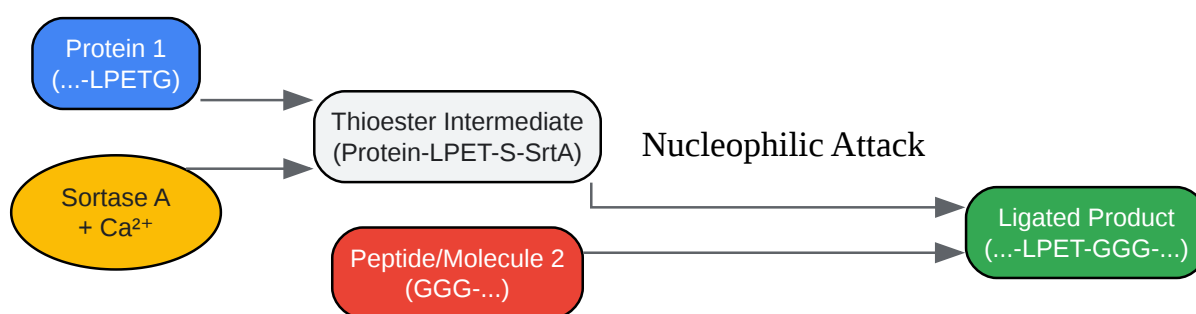 Protein 1
(...-LPETG)
Sortase A
+ Ca²⁺
Thioester Intermediate
(Protein-LPET-S-SrtA)
Nucleophilic Attack
Peptide/Molecule 2
(GGG-...)
Ligated Product
(...-LPET-GGG-...)